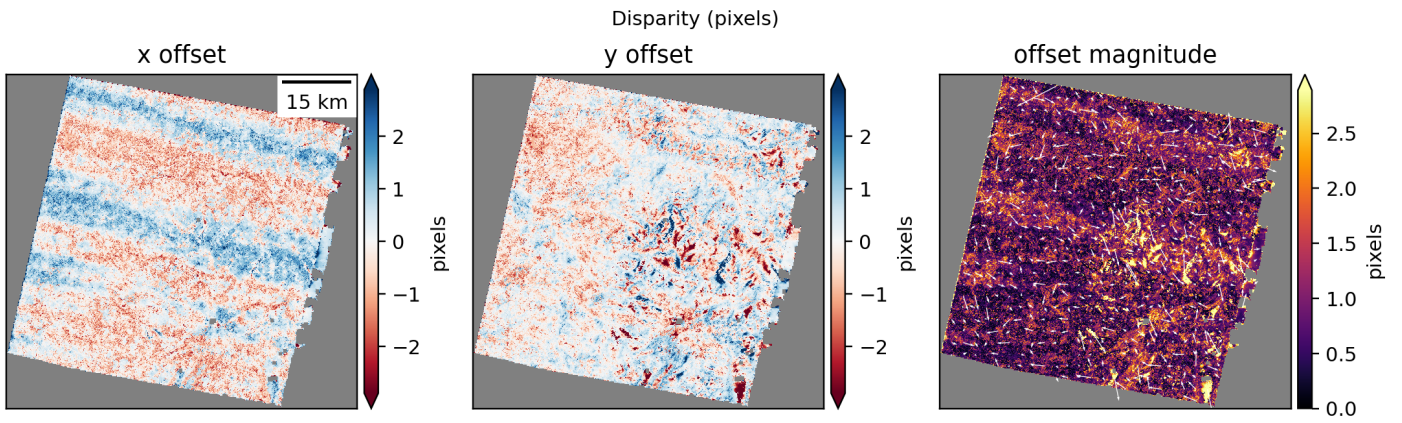 Disparity (pixels)
x offset
y offset
offset magnitude
15 km
2
1
0
−1
−2
pixels
2
1
0
−1
−2
pixels
2.5
2.0
1.5
1.0
0.5
0.0
pixels